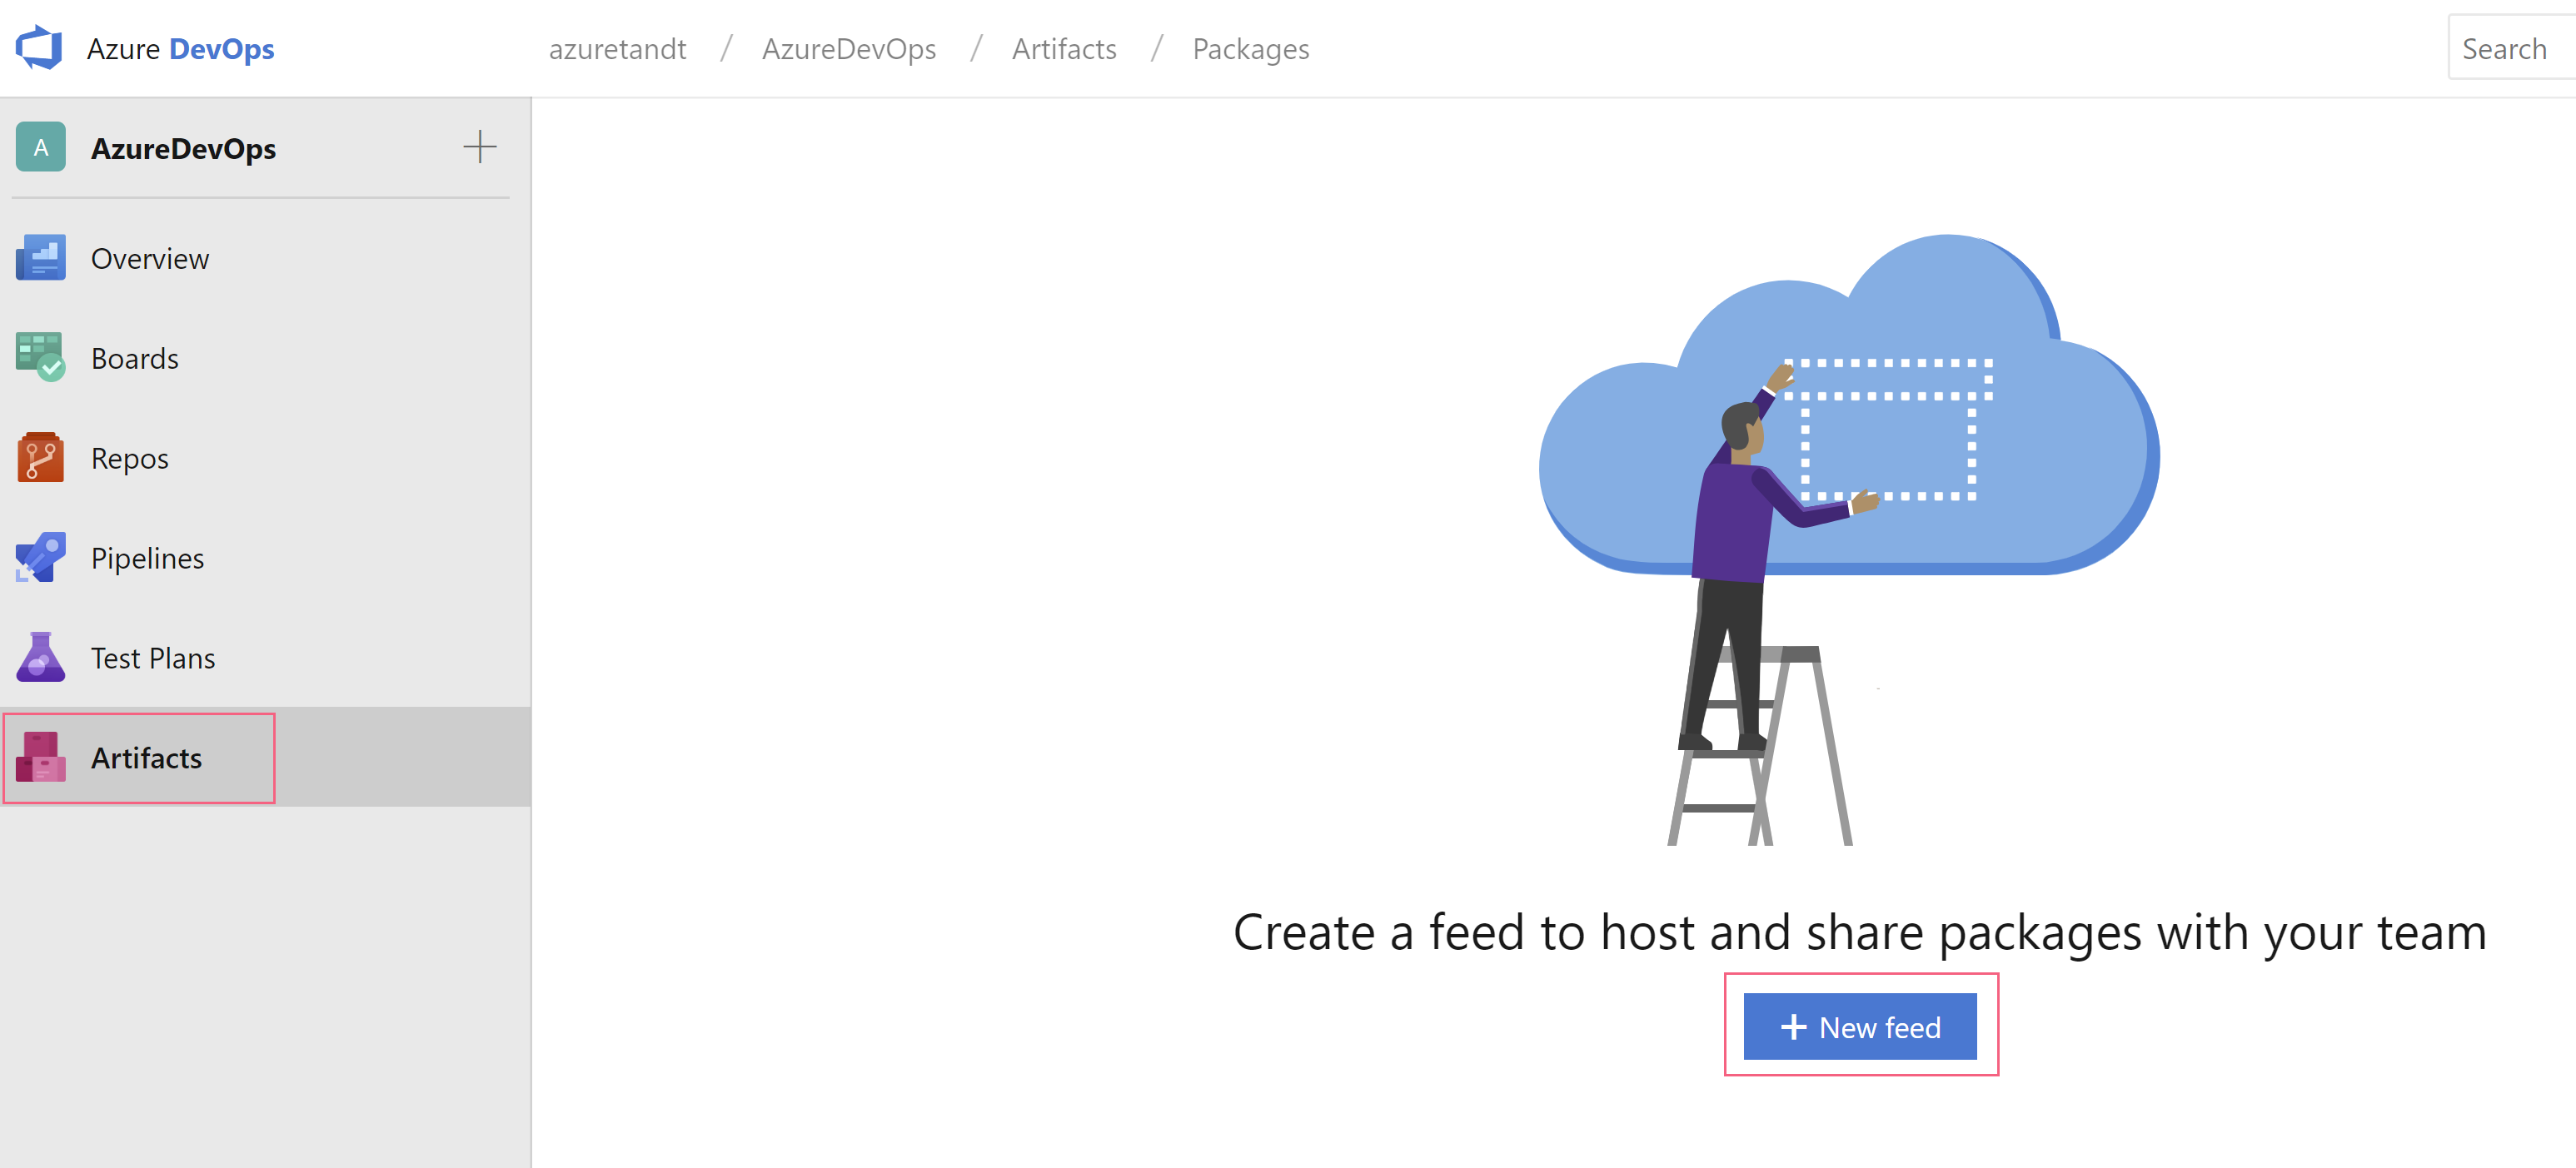 Azure DevOps
azuretandt / AzureDevOps / Artifacts / Packages
Search
A
AzureDevOps
Overview
Boards
Repos
Pipelines
Test Plans
Artifacts
Create a feed to host and share packages with your team
+ New feed